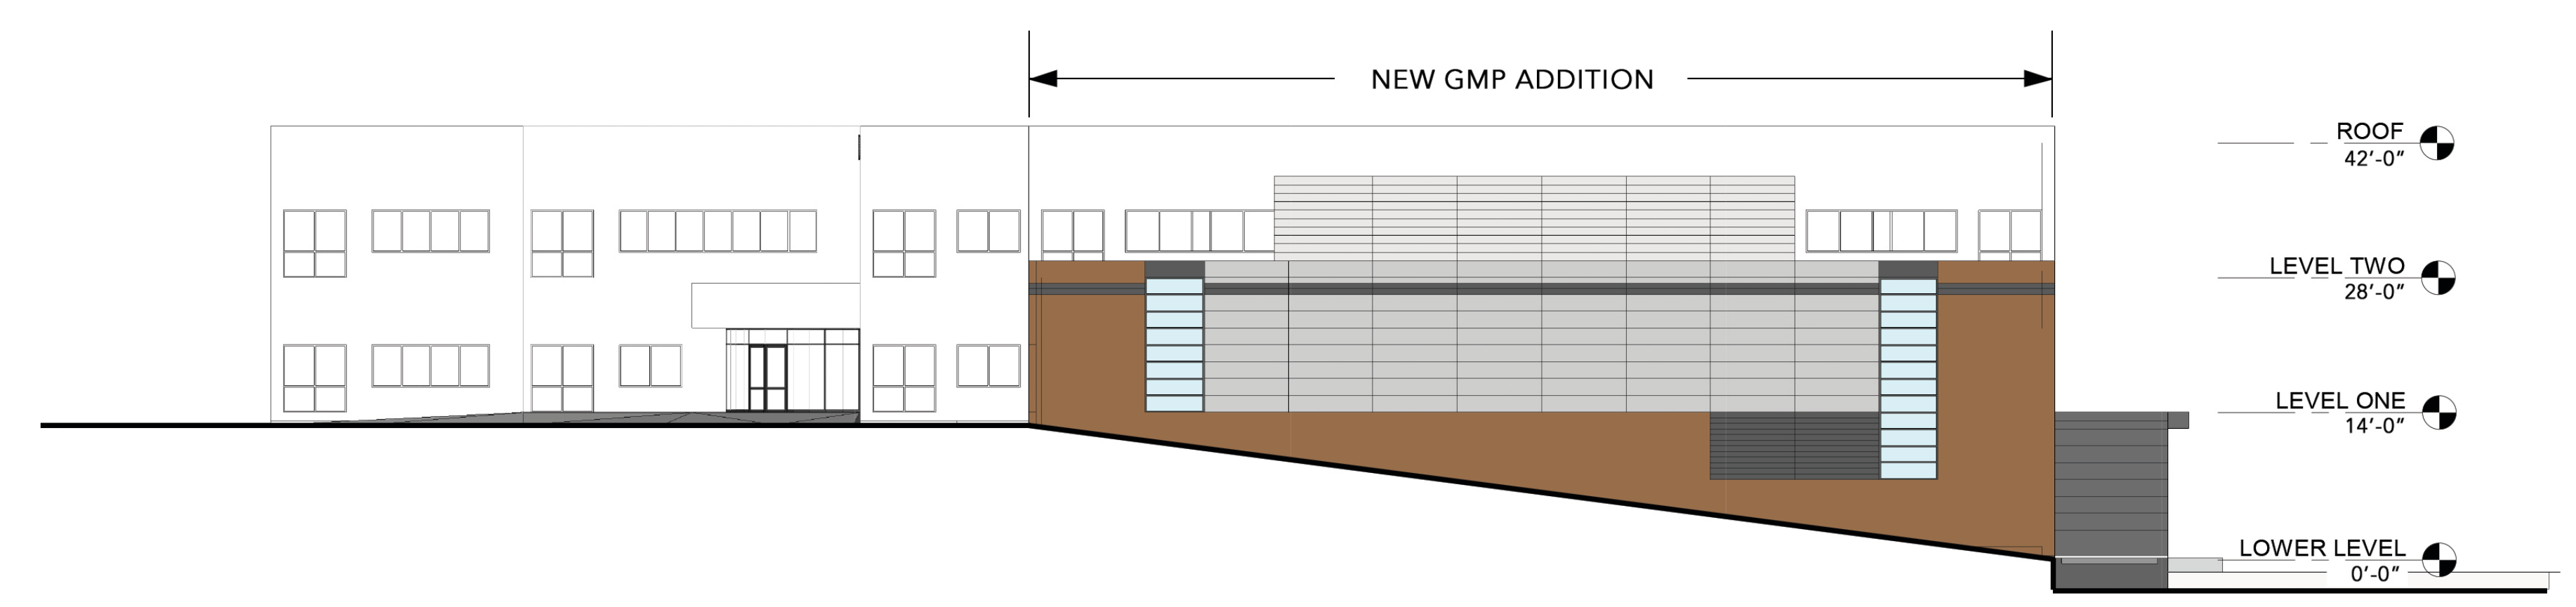 NEW GMP ADDITION
ROOF
42’-0”
LEVEL TWO
28’-0”
LEVEL ONE
14’-0”
LOWER LEVEL
0’-0”